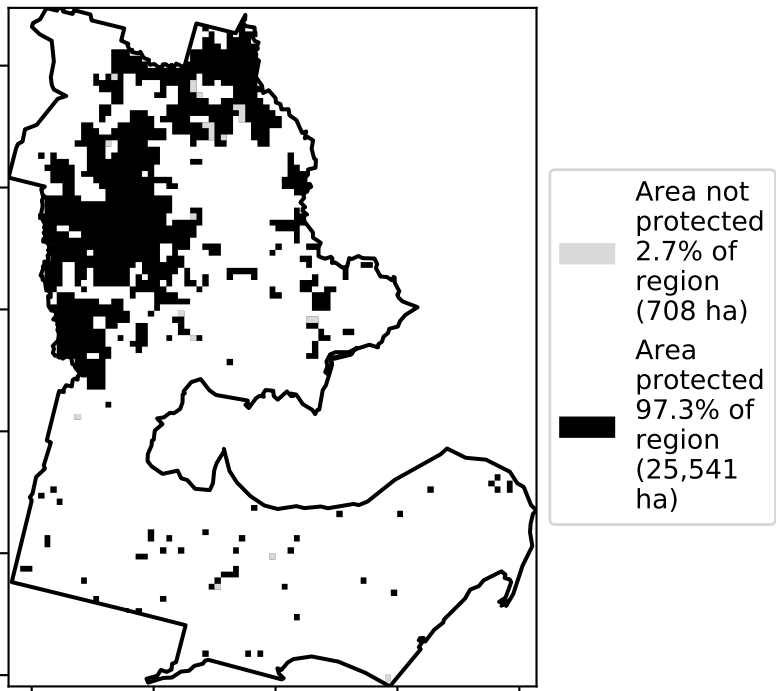 Area not
protected
2.7% of
region
(708 ha)
Area
protected
97.3% of
region
(25,541
ha)